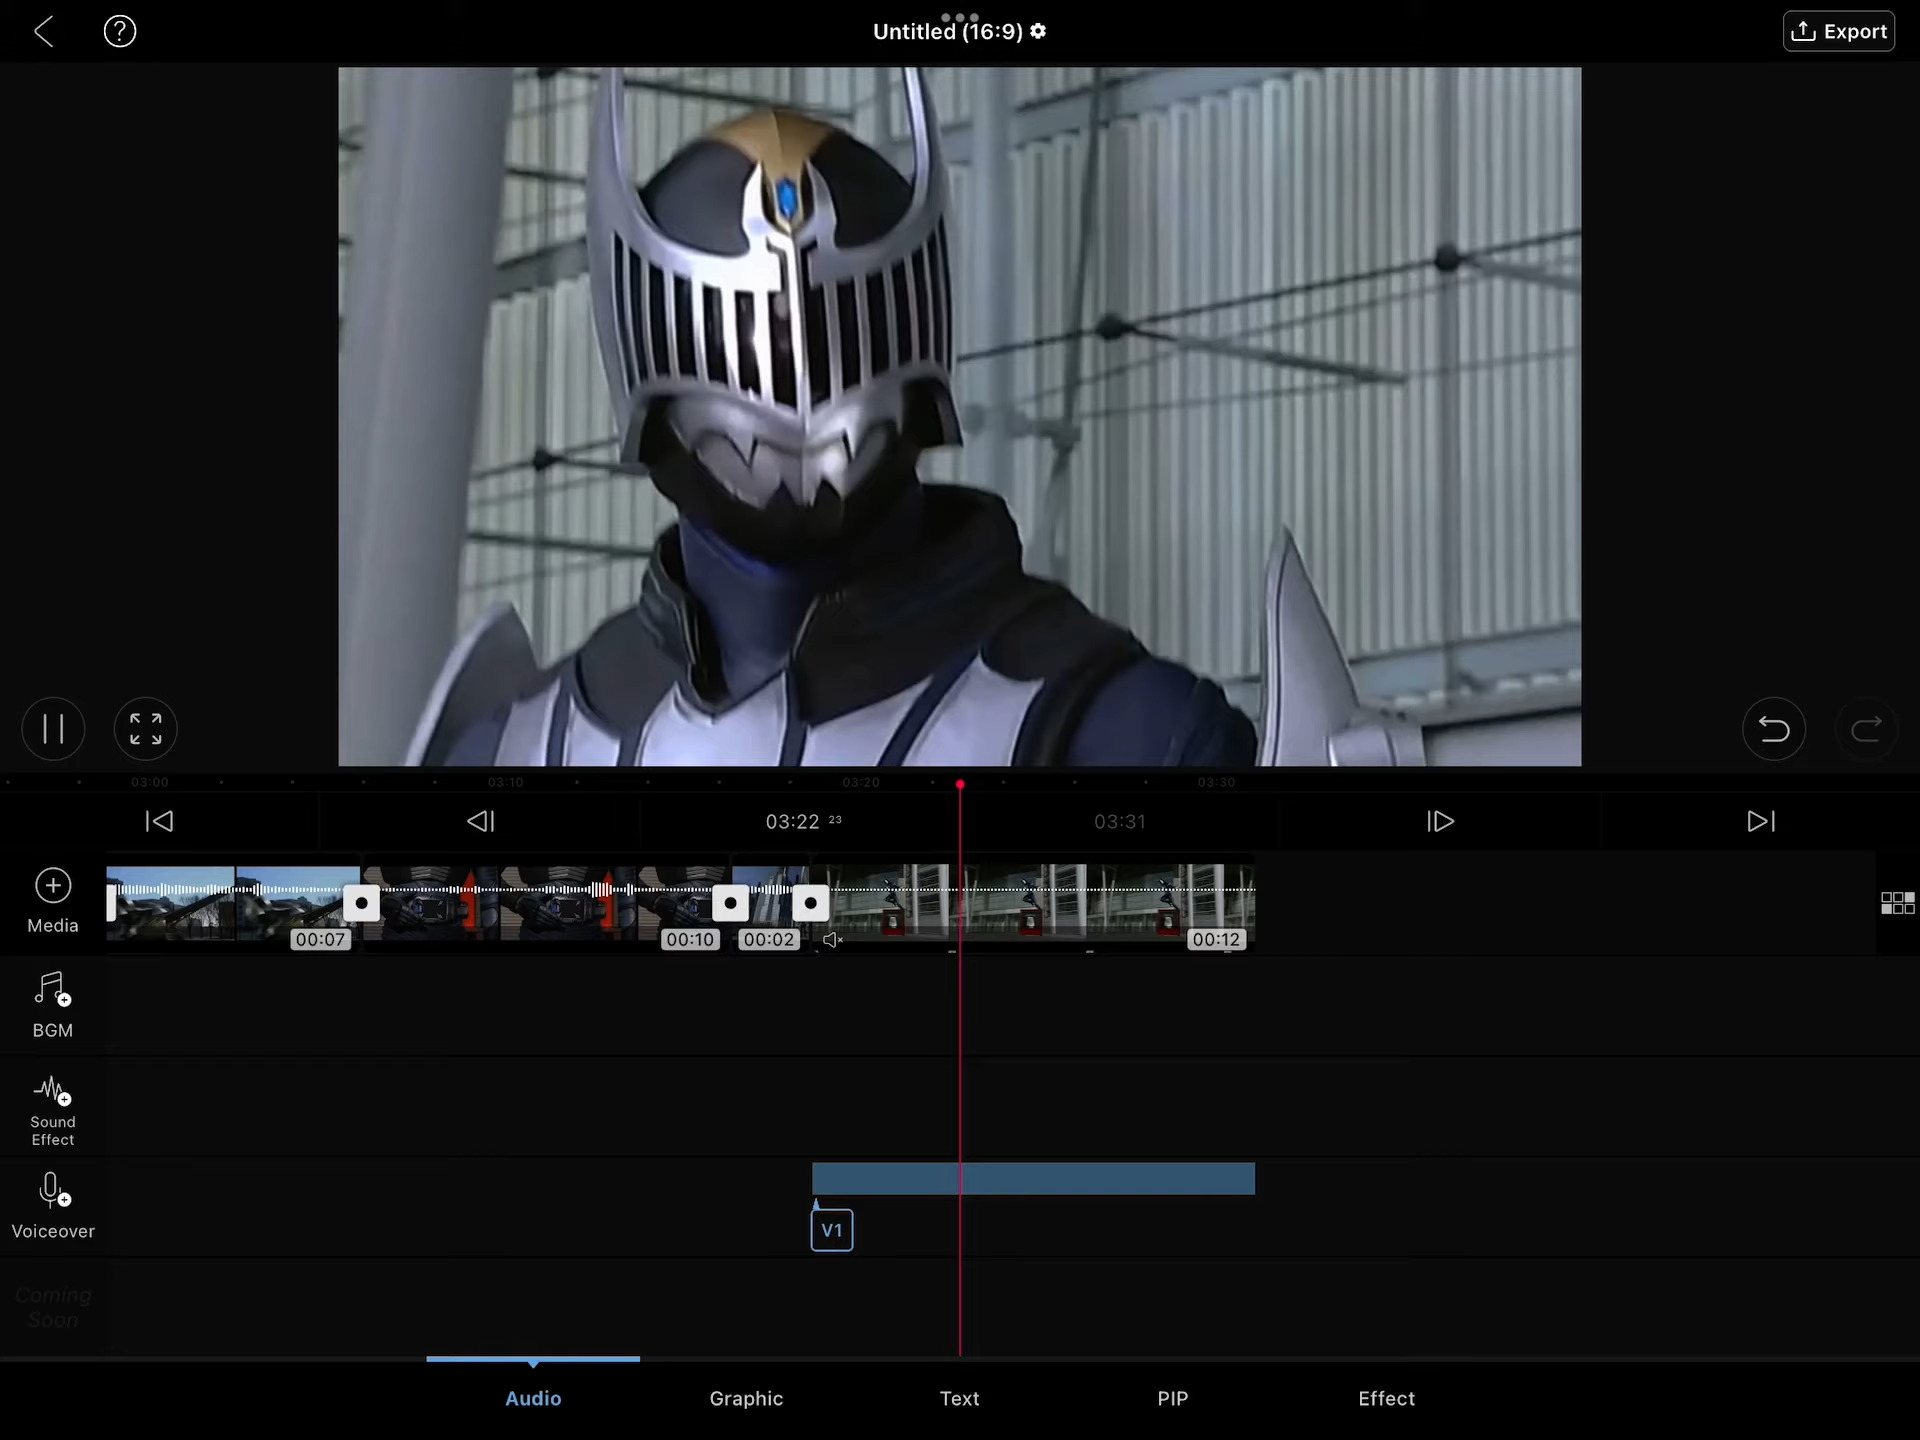 Untitled (16:9)
Export
03:00
03:10
03:20
03:30
03:22 23
03:31
Media
00:07
00:10
00:02
00:12
BGM
Sound
Effect
Voiceover
V1
Coming
Soon
Audio
Graphic
Text
PIP
Effect